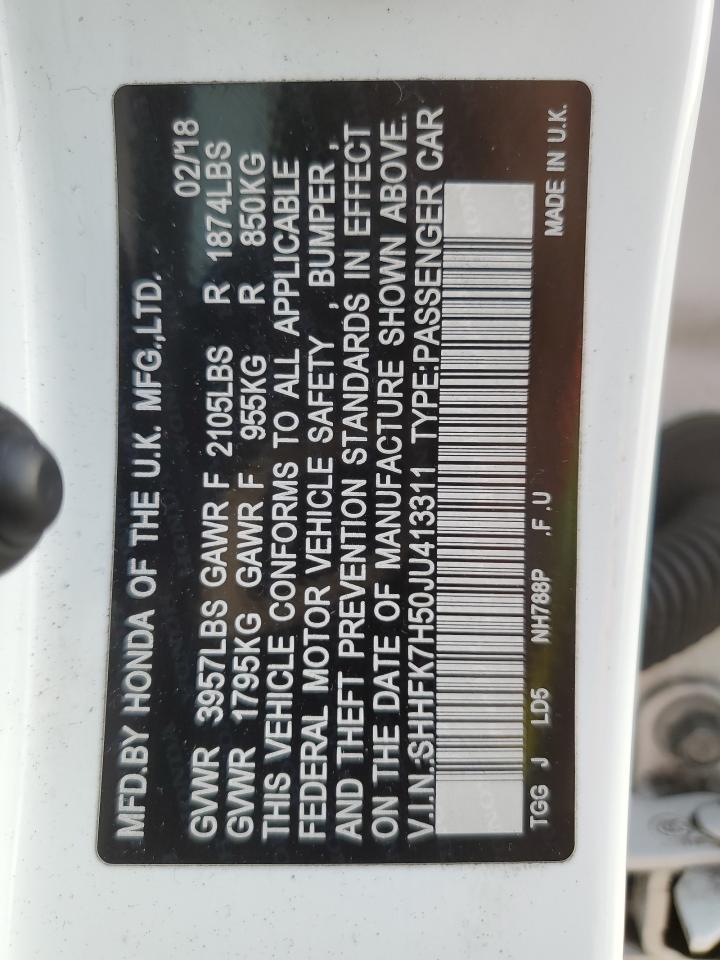 MFD.BY HONDA OF THE U.K. MFG.,LTD.
02/18
GVWR 3957LBS GAWR F 2105LBS R 1874LBS
GVWR 1795KG GAWR F 955KG R 850KG
THIS VEHICLE CONFORMS TO ALL APPLICABLE
FEDERAL MOTOR VEHICLE SAFETY , BUMPER ,
AND THEFT PREVENTION STANDARDS IN EFFECT
ON THE DATE OF MANUFACTURE SHOWN ABOVE.
V.I.N.:SHHFK7H50JU413311 TYPE:PASSENGER CAR
TGG J LD5 NH788P .F .U MADE IN U.K.